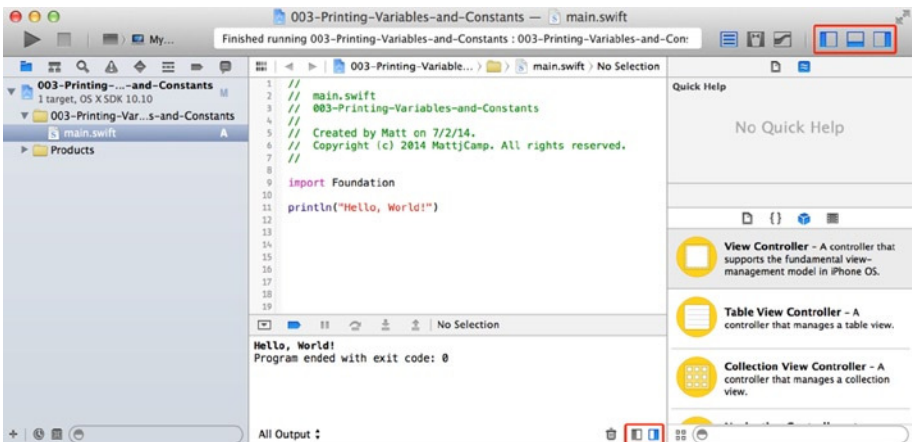 003-Printing-Variables-and-Constants — main.swift
My...
Finished running 003-Printing-Variables-and-Constants : 003-Printing-Variables-and-Con:
003-Printing-...-and-Constants
M
1 target, OS X SDK 10.10
003-Printing-Var...s-and-Constants
main.swift
A
Products
003-Printing-Variable... main.swift No Selection
1 //
2 // main.swift
3 // 003-Printing-Variables-and-Constants
4 //
5 // Created by Matt on 7/2/14.
6 // Copyright (c) 2014 MattjCamp. All rights reserved.
7 //
8
9 import Foundation
10
11 println("Hello, World!")
12
13
14
15
16
17
18
19
No Selection
Hello, World!
Program ended with exit code: 0
All Output
Quick Help
No Quick Help
{}
View Controller - A controller that
supports the fundamental view-
management model in iPhone OS.
Table View Controller - A
controller that manages a table view.
Collection View Controller - A
controller that manages a collection
view.